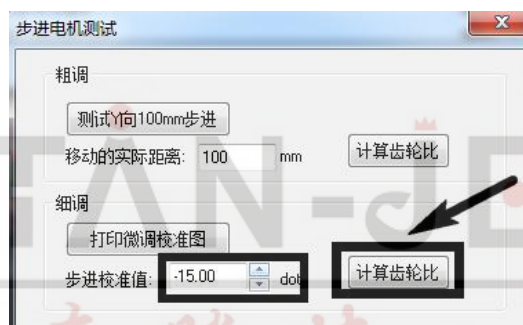 步进电机测试
粗调
测试Y向100mm步进
移动的实际距离: 100 mm 计算齿轮比
细调
打印微调校准图
步进校准值: -15.00 dot 计算齿轮比